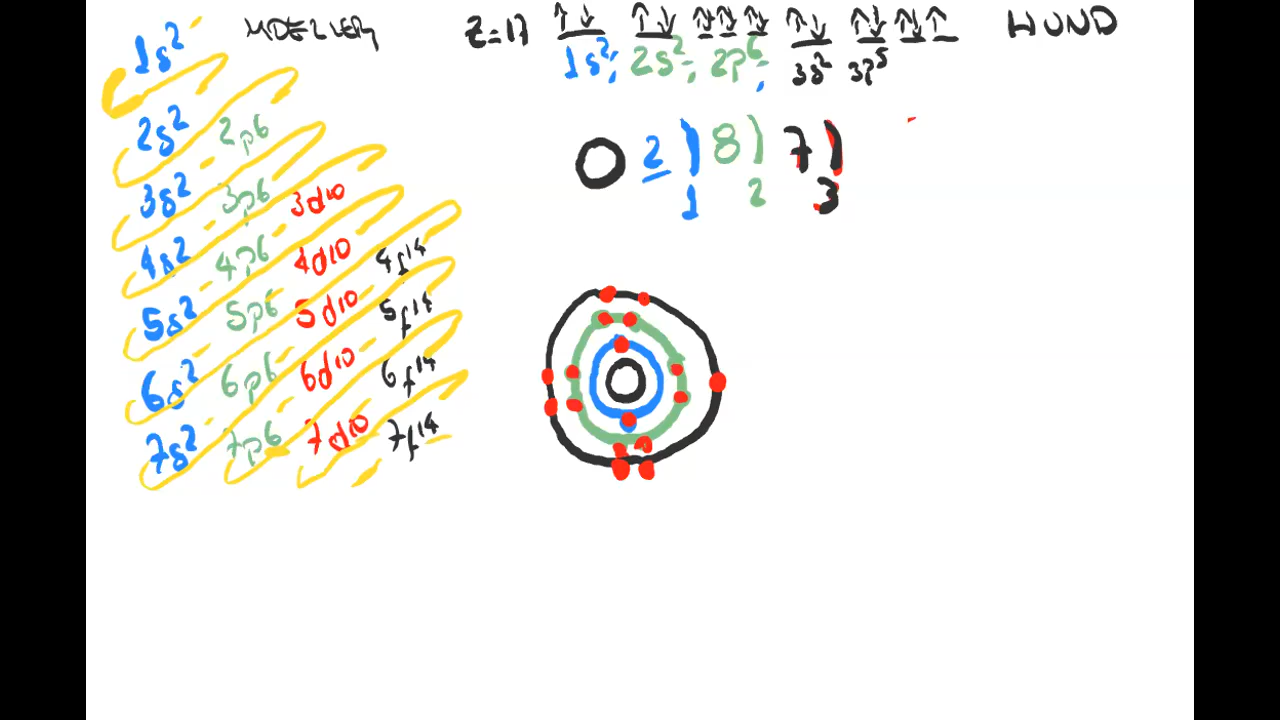 MOELLER
Z=17 ↑↓ ↑↓ ↑↓ ↑↓ ↑↓ ↑↓ ↑↓ ↑↓ ↑ HUND
1s²; 2s²; 2p⁶; 3s² 3p⁵
1s²
2s² 2p⁶
3s² 3p⁶ 3d10
4s² 4p⁶ 4d10 4f14
5s² 5p⁶ 5d10 5f14
6s² 6p⁶ 6d10 6f14
7s² 7p⁶ 7d10 7f14
2) 8) 7)
1 2 3